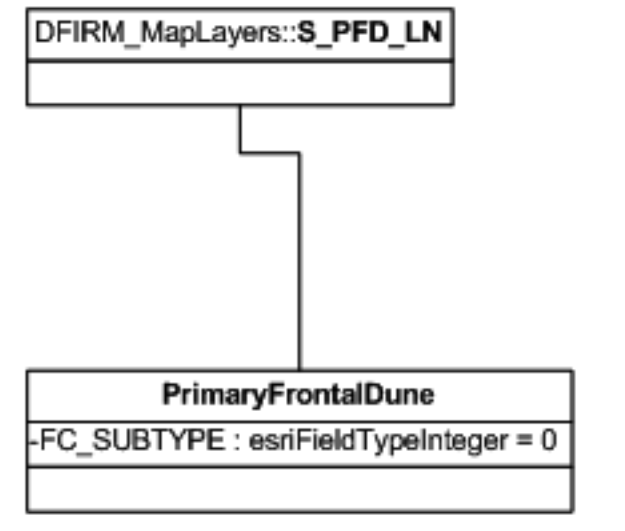 DFIRM_MapLayers::S_PFD_LN
PrimaryFrontalDune
-FC_SUBTYPE : esriFieldTypeInteger = 0